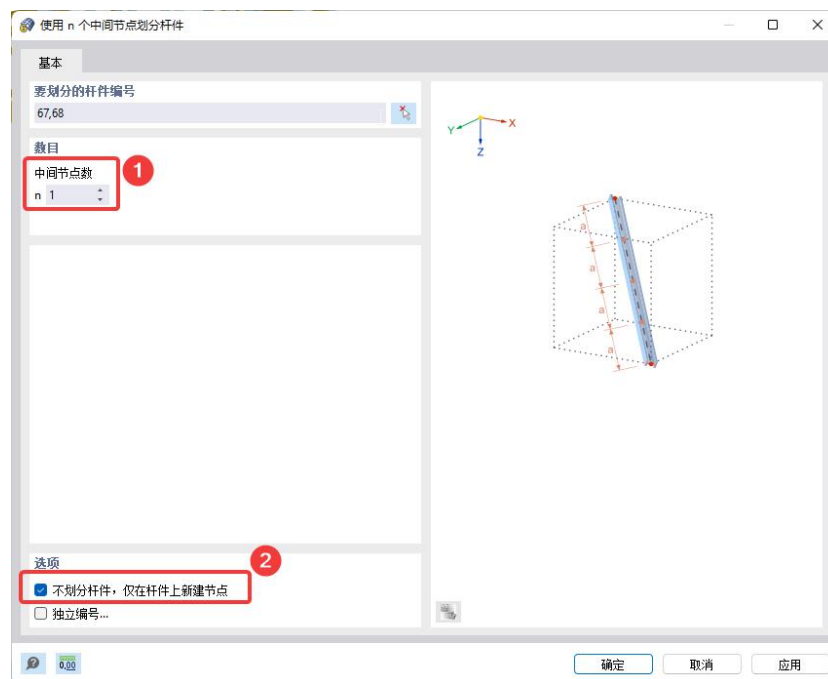 使用 n 个中间节点划分杆件
基本
要划分的杆件编号
67,68
数目
1
中间节点数
n 1
Y
X
Z
a
a
a
a
选项
2
不划分杆件，仅在杆件上新建节点
独立编号...
0,00
确定
取消
应用